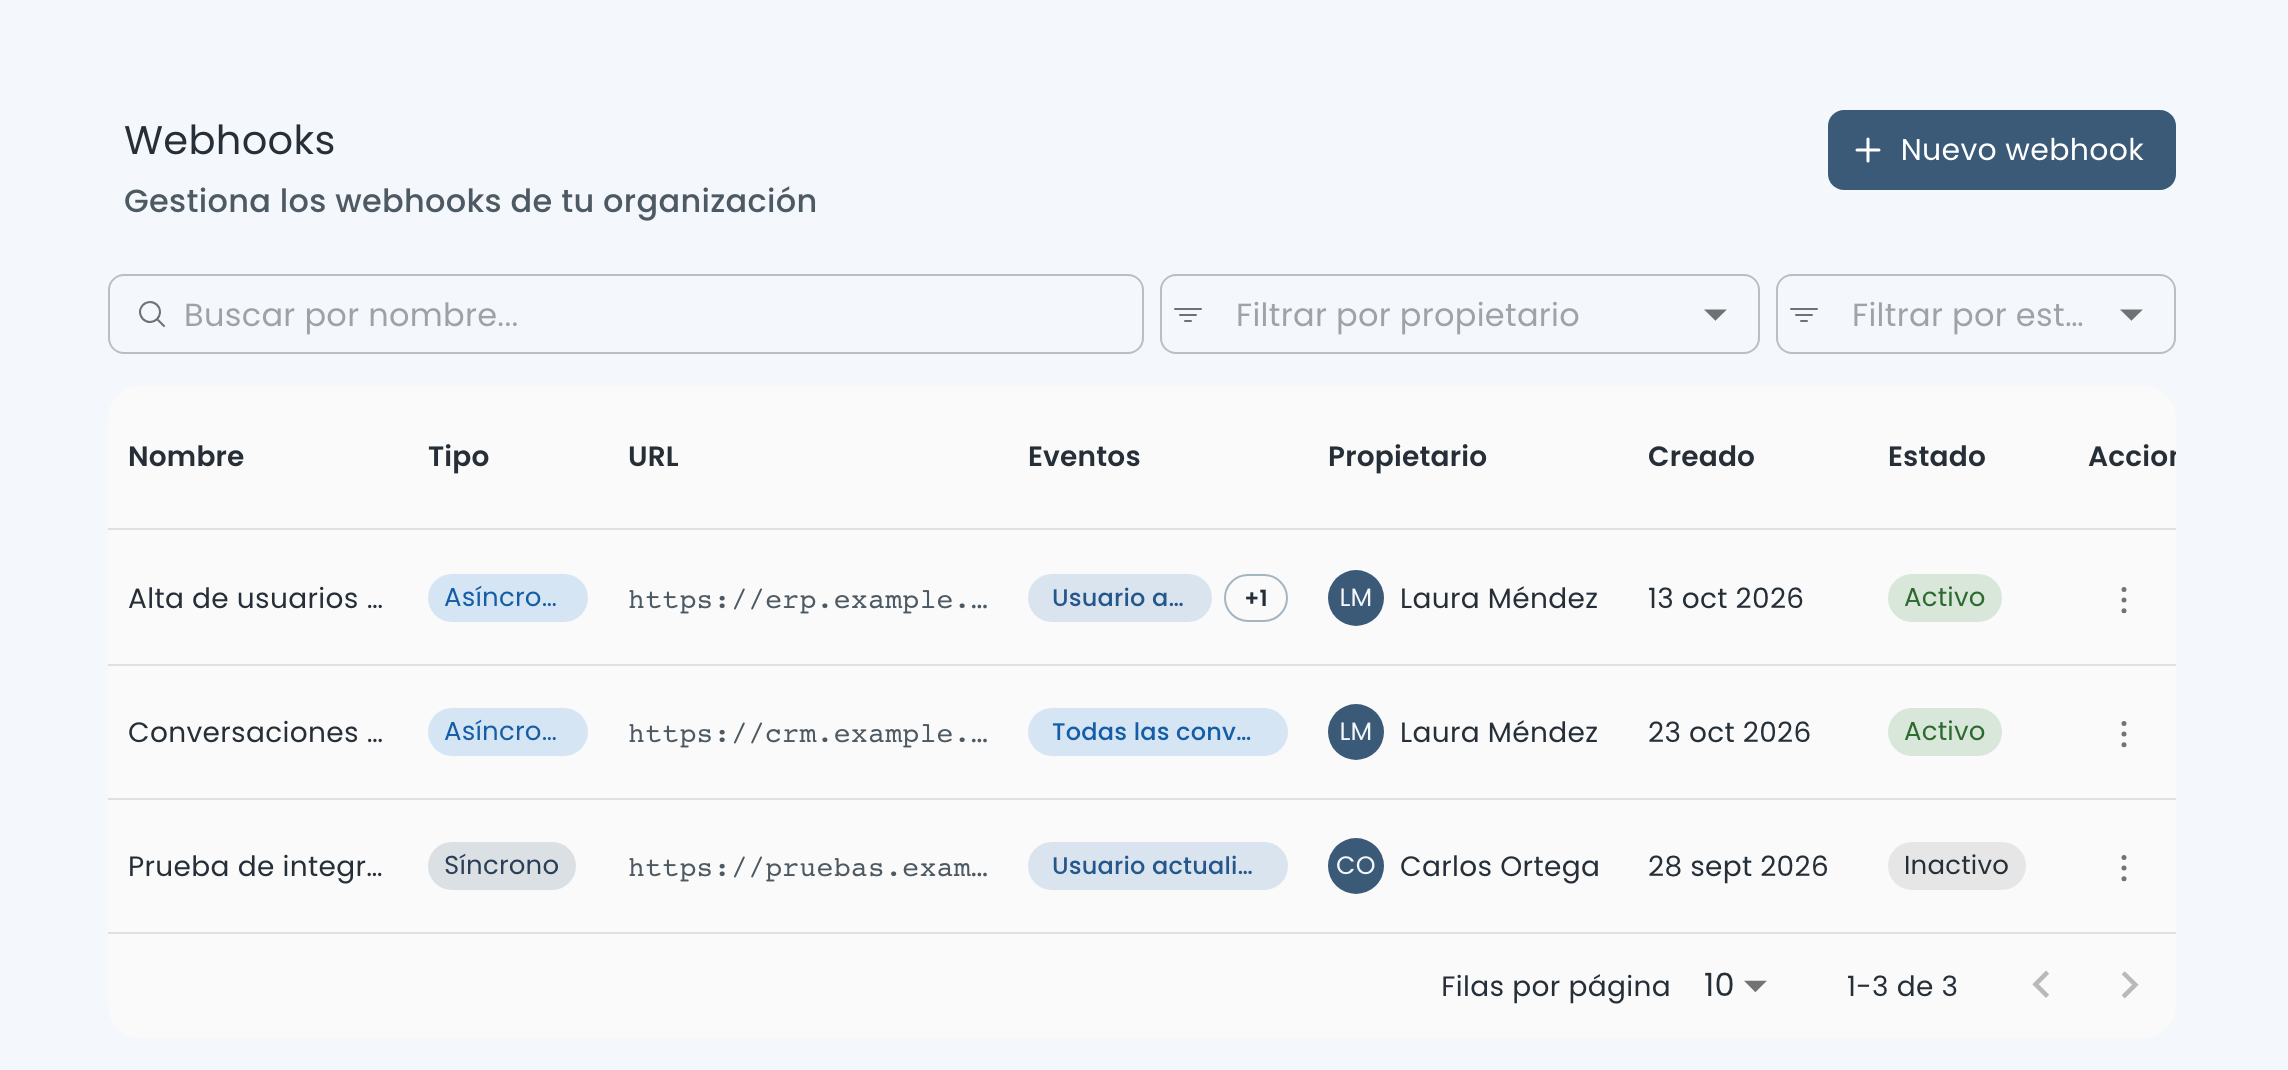 Webhooks
Nuevo webhook
Gestiona los webhooks de tu organización
Buscar por nombre... Filtrar por propietario Filtrar por est...
Nombre Tipo URL Eventos Propietario Creado Estado Accion
Alta de usuarios ... Asíncro... https://erp.example.… Usuario a... +1 LM Laura Méndez 13 oct 2026 Activo
Conversaciones ... Asíncro... https://crm.example.… Todas las conv... LM Laura Méndez 23 oct 2026 Activo
Prueba de integr... Síncrono https://pruebas.exam… Usuario actuali... CO Carlos Ortega 28 sept 2026 Inactivo
Filas por página 10 1-3 de 3